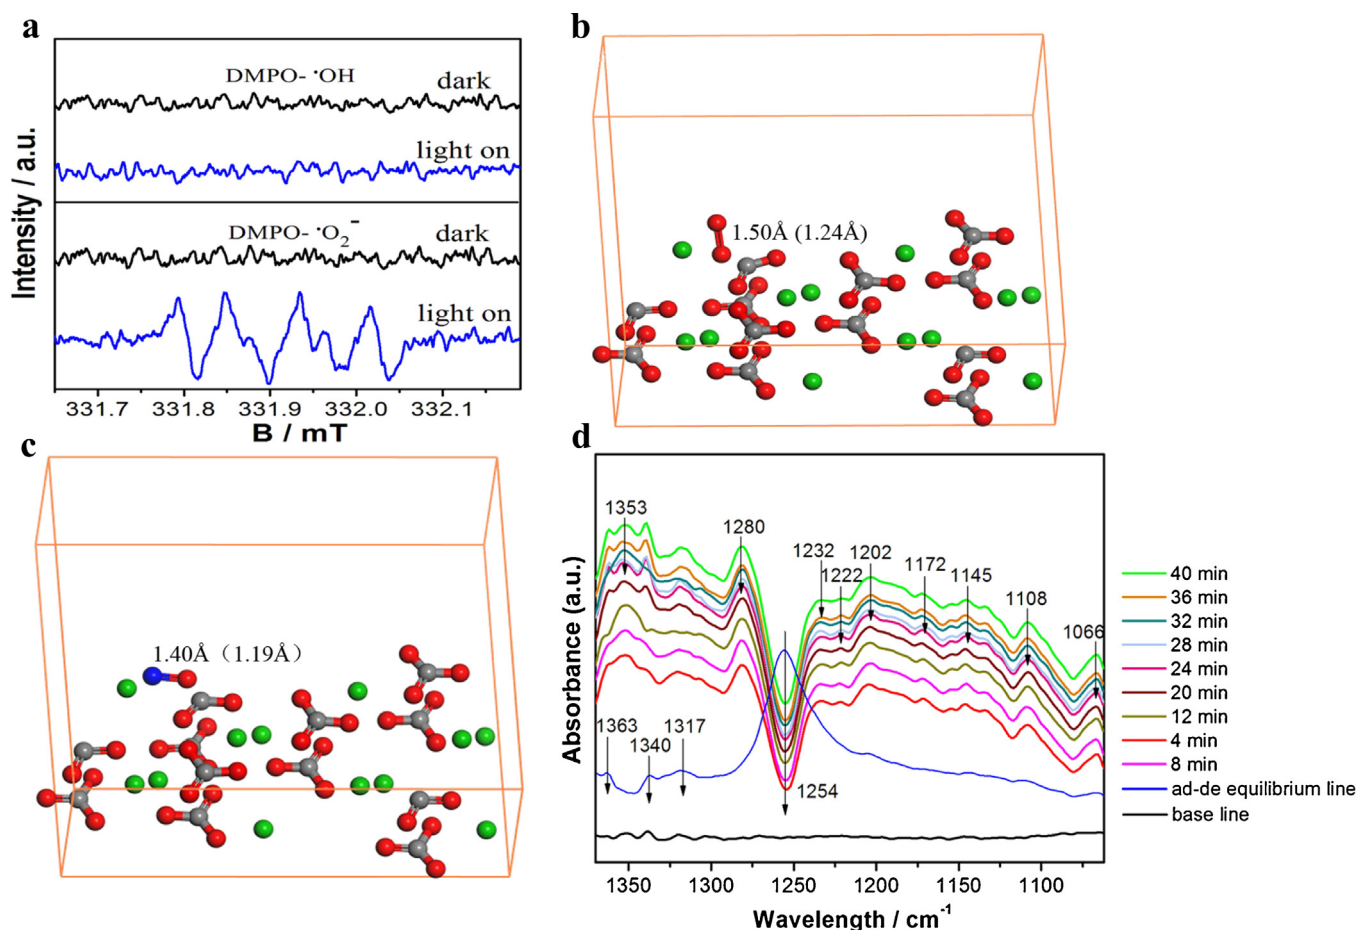 a
DMPO- ·OH
dark
light on
DMPO- ·O₂⁻
dark
light on
Intensity / a.u.
331.7 331.8 331.9 332.0 332.1
B / mT
b
1.50Å (1.24Å)
c
1.40Å（1.19Å）
d
1353
1280
1232
1222
1202
1172
1145
1108
1066
1363
1340
1317
1254
Absorbance (a.u.)
1350 1300 1250 1200 1150 1100
Wavelength / cm⁻¹
40 min
36 min
32 min
28 min
24 min
20 min
12 min
4 min
8 min
ad-de equilibrium line
base line